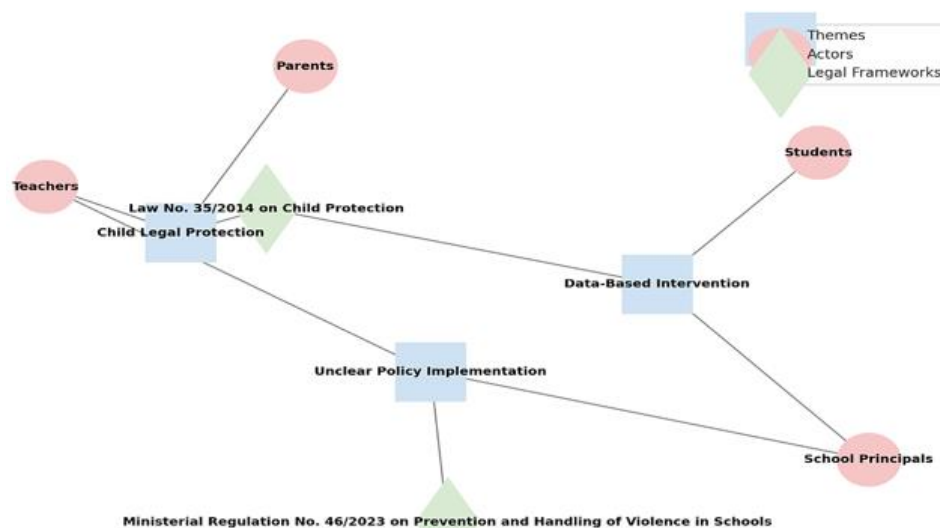 Themes
Actors
Legal Frameworks
Parents
Students
Teachers
Law No. 35/2014 on Child Protection
Child Legal Protection
Data-Based Intervention
Unclear Policy Implementation
School Principals
Ministerial Regulation No. 46/2023 on Prevention and Handling of Violence in Schools